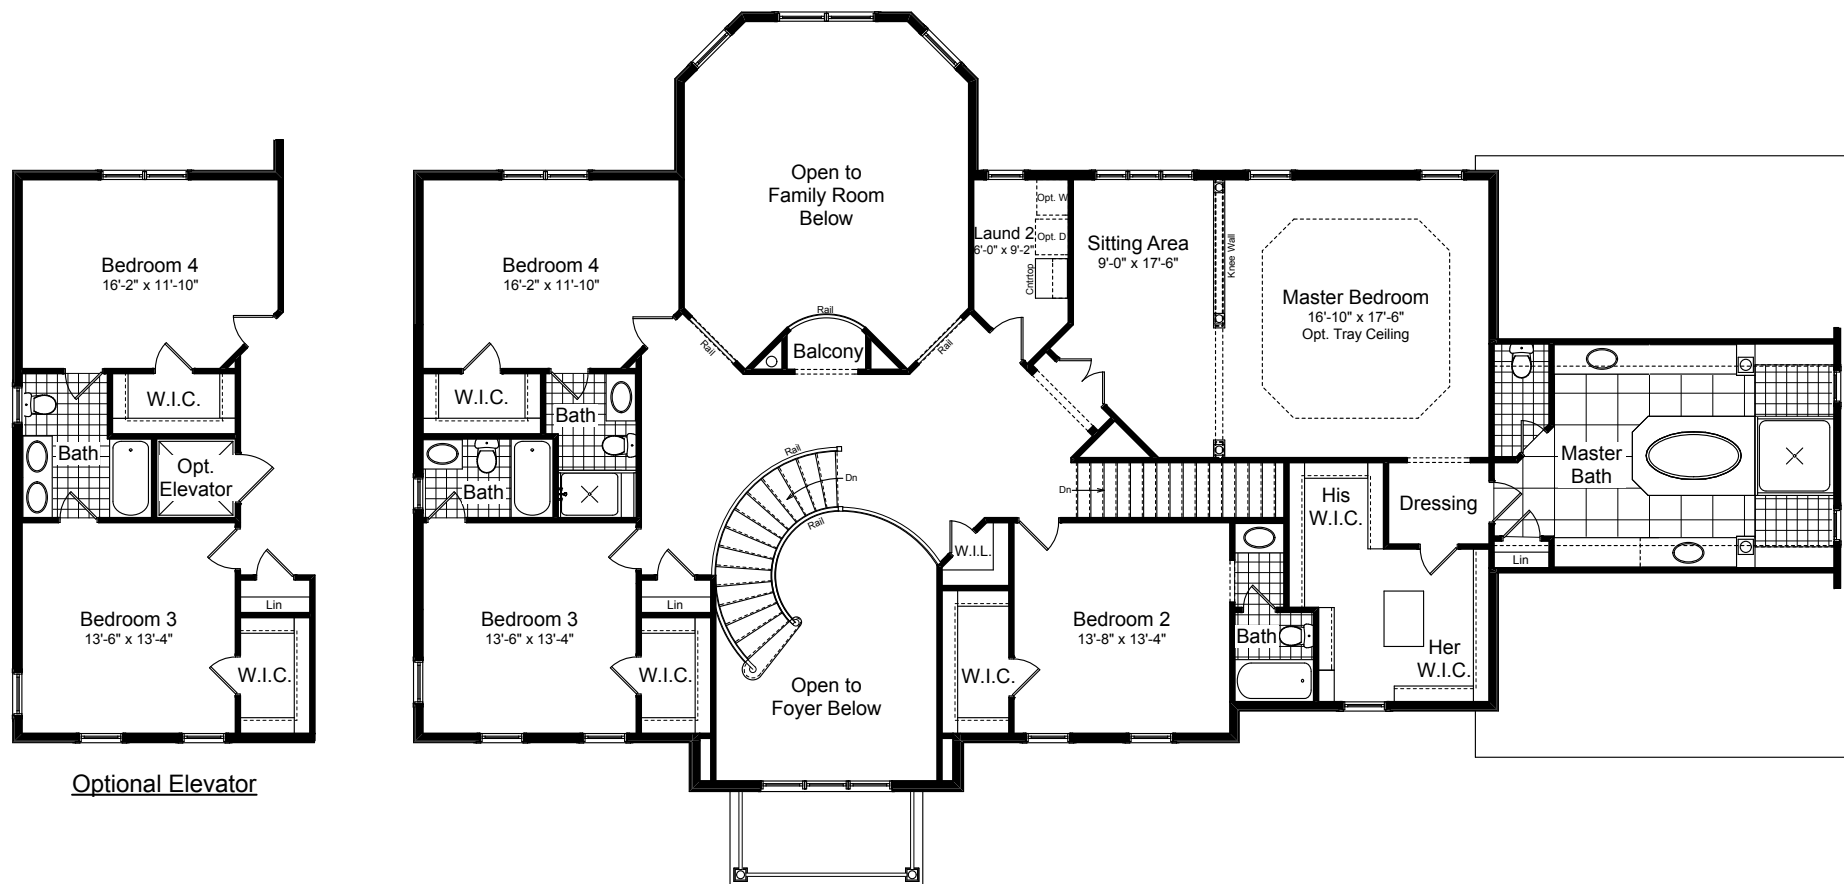 Bedroom 4
16'-2" x 11'-10"
W.I.C.
Bath
Opt.
Elevator
Bedroom 3
13'-6" x 13'-4"
Lin
W.I.C.
Optional Elevator
Bedroom 4
16'-2" x 11'-10"
W.I.C.
Bath
Bath
Bedroom 3
13'-6" x 13'-4"
Lin
W.I.C.
Open to
Family Room
Below
Rail
Rail
Balcony
Rail
Rail
Dn
Rail
Open to
Foyer Below
W.I.L.
W.I.C.
Bedroom 2
13'-8" x 13'-4"
Bath
Laund 2
6'-0" x 9'-2"
Opt. W
Opt. D
Cntrtop
Sitting Area
9'-0" x 17'-6"
Knee Wall
Master Bedroom
16'-10" x 17'-6"
Opt. Tray Ceiling
Dn
His
W.I.C.
Dressing
Her
W.I.C.
Master
Bath
Lin